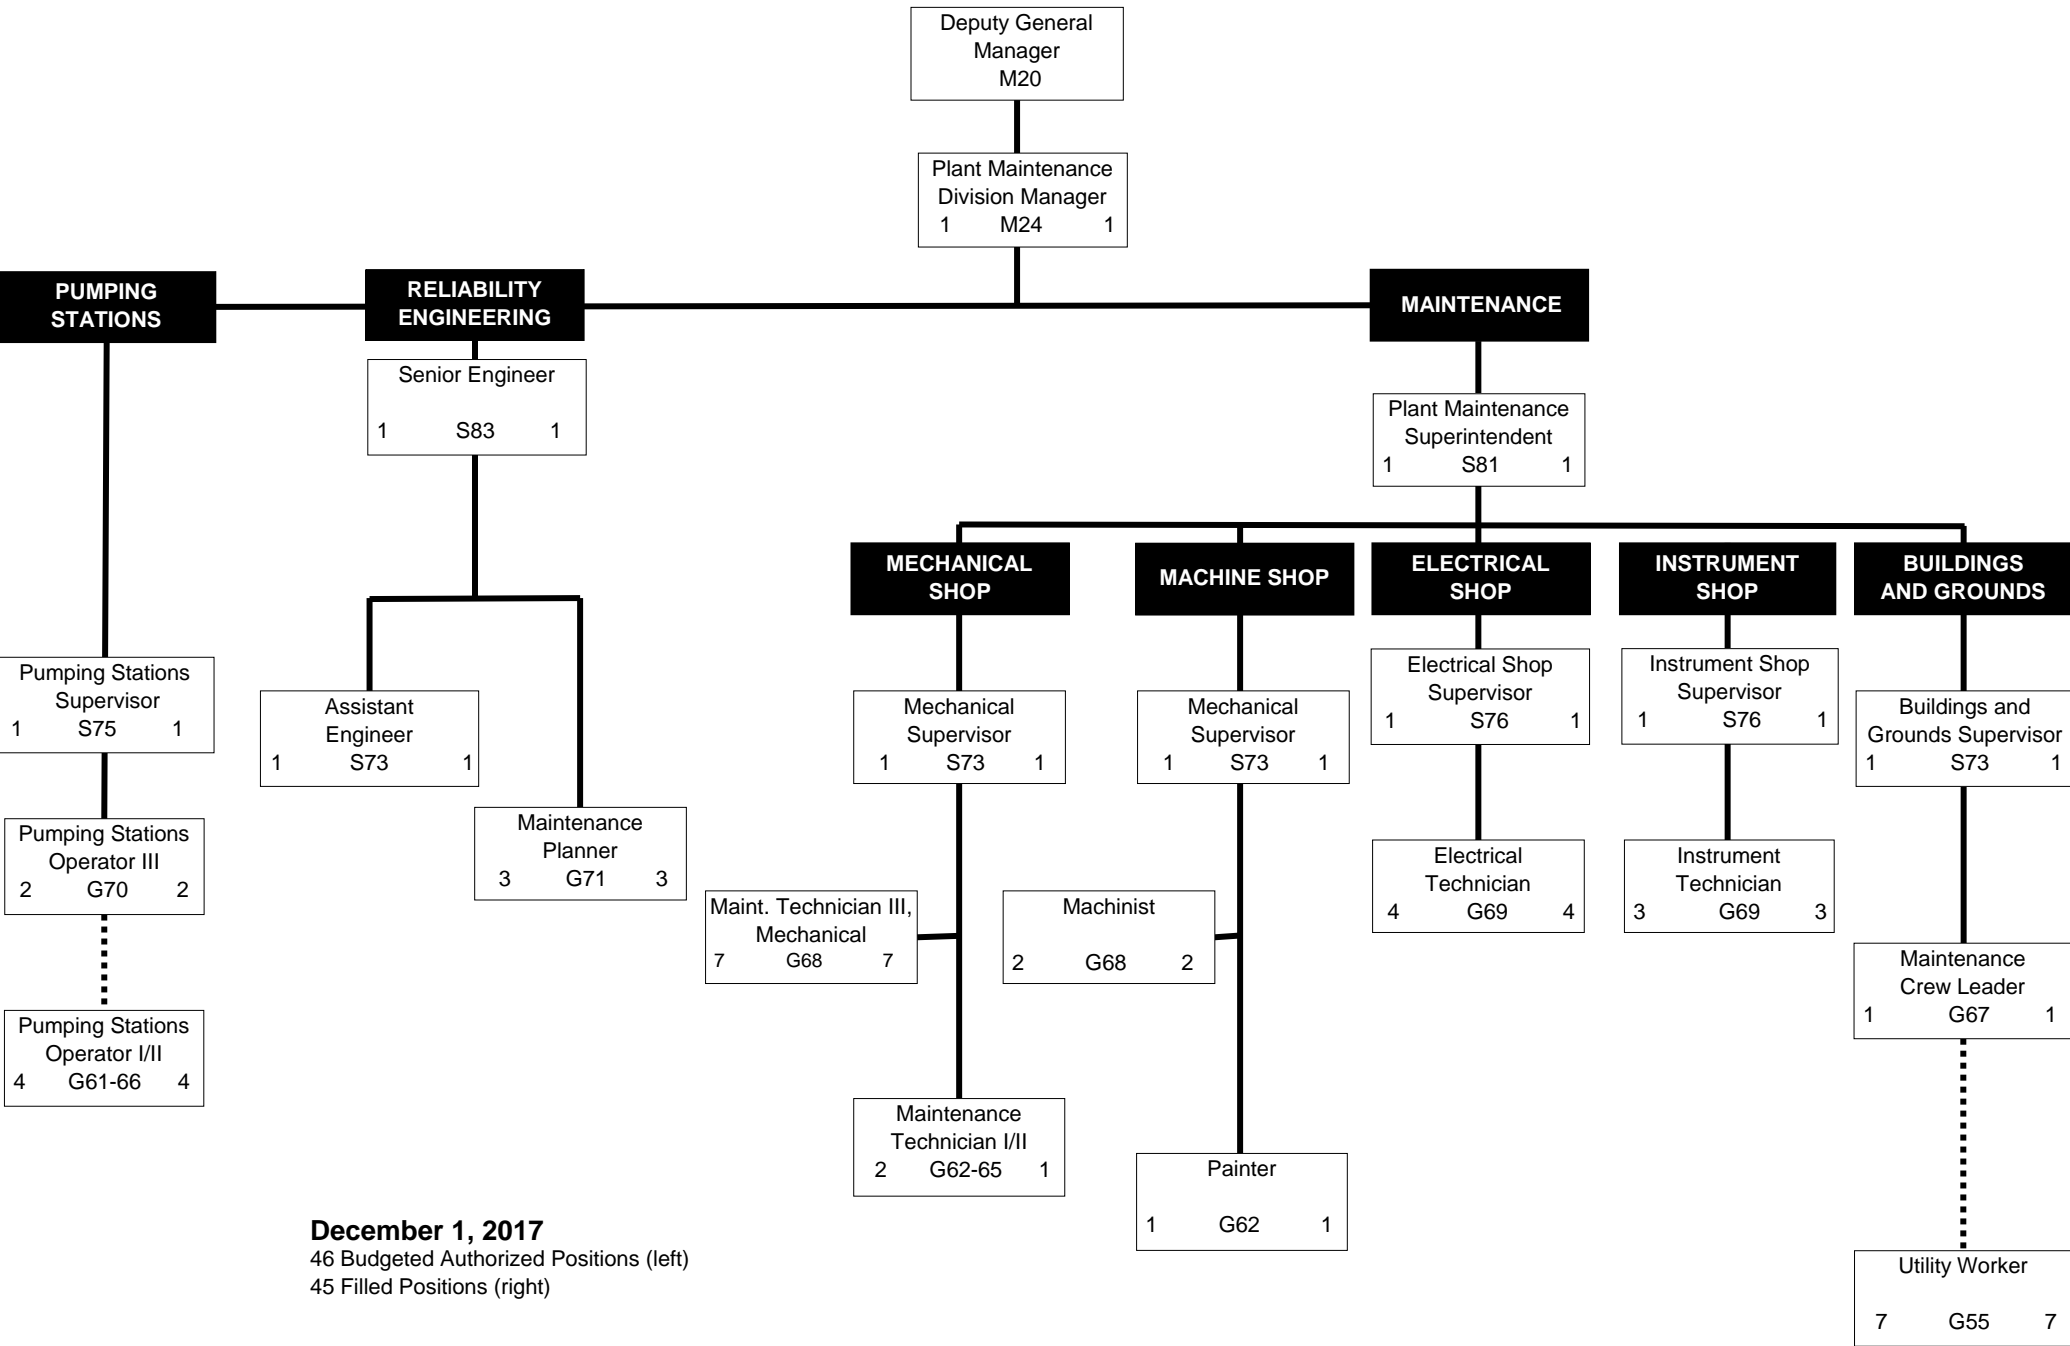 Deputy General
Manager
M20
Plant Maintenance
Division Manager
1 M24 1
PUMPING
STATIONS
RELIABILITY
ENGINEERING
MAINTENANCE
Senior Engineer
1 S83 1
Plant Maintenance
Superintendent
1 S81 1
MECHANICAL
SHOP
MACHINE SHOP
ELECTRICAL
SHOP
INSTRUMENT
SHOP
BUILDINGS
AND GROUNDS
Pumping Stations
Supervisor
1 S75 1
Assistant
Engineer
1 S73 1
Mechanical
Supervisor
1 S73 1
Mechanical
Supervisor
1 S73 1
Electrical Shop
Supervisor
1 S76 1
Instrument Shop
Supervisor
1 S76 1
Buildings and
Grounds Supervisor
1 S73 1
Pumping Stations
Operator III
2 G70 2
Maintenance
Planner
3 G71 3
Maint. Technician III,
Mechanical
7 G68 7
Machinist
2 G68 2
Electrical
Technician
4 G69 4
Instrument
Technician
3 G69 3
Maintenance
Crew Leader
1 G67 1
Pumping Stations
Operator I/II
4 G61-66 4
Maintenance
Technician I/II
2 G62-65 1
Painter
1 G62 1
Utility Worker
7 G55 7
December 1, 2017
46 Budgeted Authorized Positions (left)
45 Filled Positions (right)